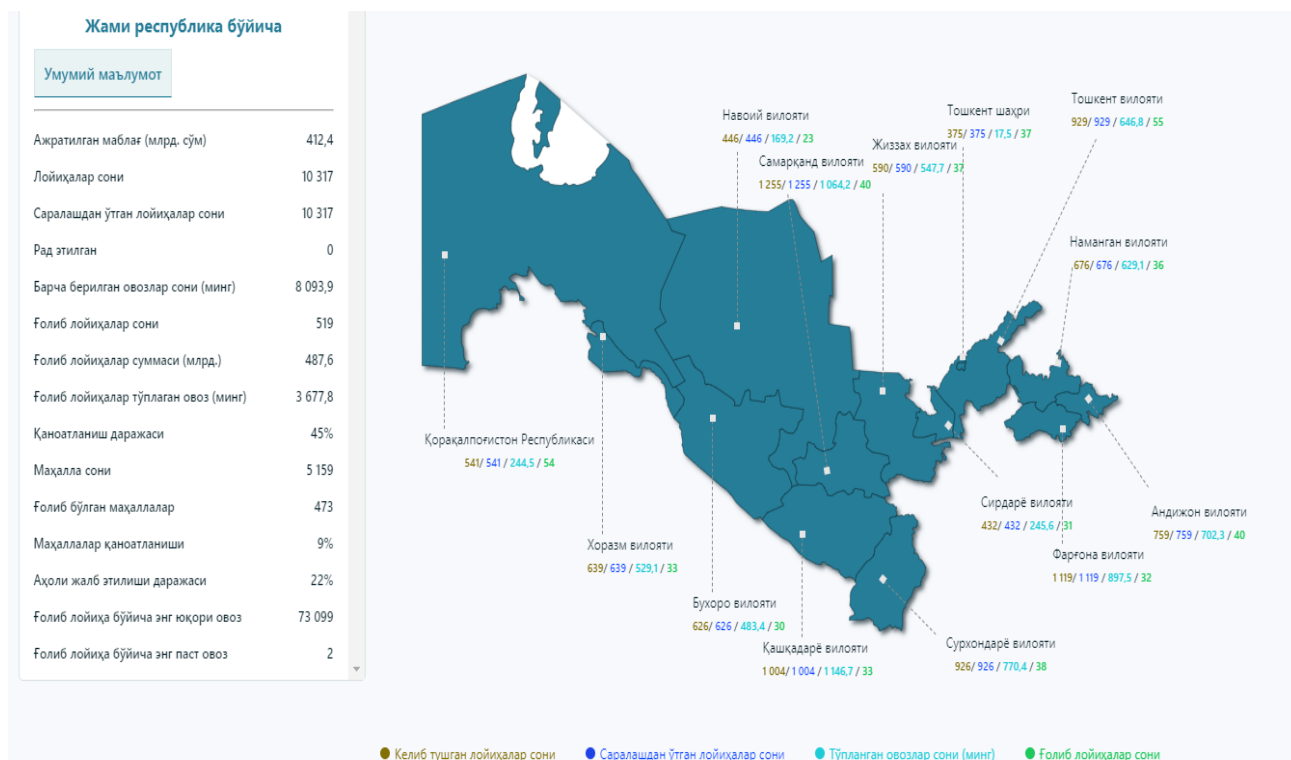 Жами республика бўйича
Умумий маълумот
Ажратилган маблағ (млрд. сўм) 412,4
Лойиҳалар сони 10 317
Саралашдан ўтган лойиҳалар сони 10 317
Рад этилган 0
Барча берилган овозлар сони (минг) 8 093,9
Ғолиб лойиҳалар сони 519
Ғолиб лойиҳалар суммаси (млрд.) 487,6
Ғолиб лойиҳалар тўплаган овоз (минг) 3 677,8
Қаноатланиш даражаси 45%
Маҳалла сони 5 159
Ғолиб бўлган маҳаллалар 473
Маҳаллалар қаноатланиши 9%
Аҳоли жалб этилиши даражаси 22%
Ғолиб лойиҳа бўйича энг юқори овоз 73 099
Ғолиб лойиҳа бўйича энг паст овоз 2
Тошкент вилояти
929/ 929 / 646,8 / 55
Тошкент шаҳри
375/ 375 / 17,5 / 37
Навоий вилояти
446/ 446 / 169,2 / 23
Жиззах вилояти
590/ 590 / 547,7 / 37
Самарқанд вилояти
1 255/ 1 255 / 1 064,2 / 40
Наманган вилояти
676/ 676 / 629,1 / 36
Қорақалпоғистон Республикаси
541/ 541 / 244,5 / 54
Сирдарё вилояти
432/ 432 / 245,6 / 31
Андижон вилояти
759/ 759 / 702,3 / 40
Хоразм вилояти
639/ 639 / 529,1 / 33
Фарғона вилояти
1 119/ 1 119 / 897,5 / 32
Бухоро вилояти
626/ 626 / 483,4 / 30
Қашқадарё вилояти
1 004/ 1 004 / 1 146,7 / 33
Сурхондарё вилояти
926/ 926 / 770,4 / 38
Келиб тушган лойиҳалар сони Саралашдан ўтган лойиҳалар сони Тўпланган овозлар сони (минг) Ғолиб лойиҳалар сони